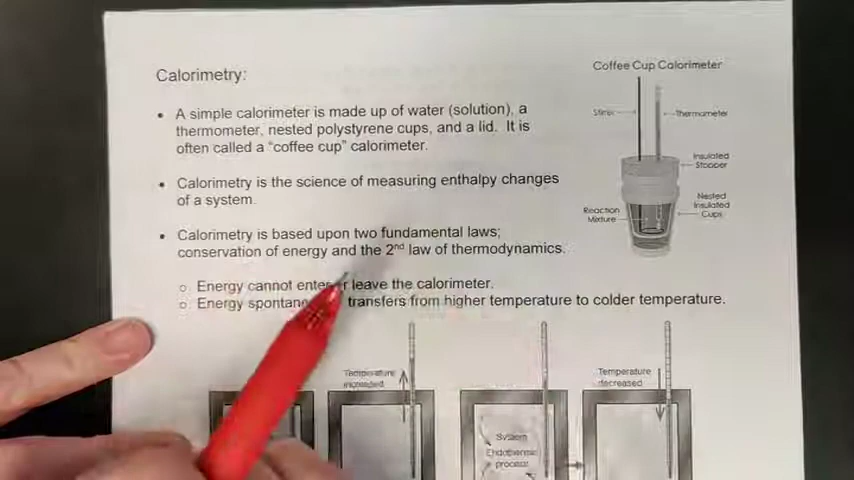 Calorimetry:
Coffee Cup Calorimeter
• A simple calorimeter is made up of water (solution), a
thermometer, nested polystyrene cups, and a lid. It is
often called a "coffee cup" calorimeter.
Stirrer
Thermometer
Insulated
Stopper
Nested
Insulated
Cups
Reaction
Mixture
• Calorimetry is the science of measuring enthalpy changes
of a system.
• Calorimetry is based upon two fundamental laws;
conservation of energy and the 2nd law of thermodynamics.
o Energy cannot leave the calorimeter.
o Energy transfers from higher temperature to colder temperature.
Temperature
increased
Temperature
decreased
System
Endothermic
process